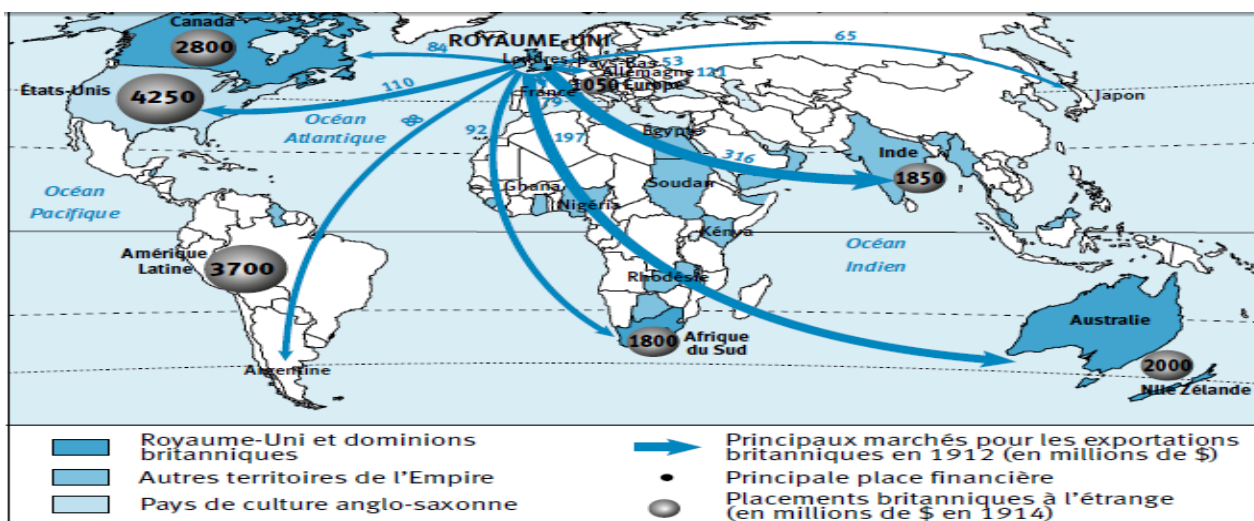 Canada
2800
84
ROYAUME-UNI
Londres
Pays-Bas
53
65
Allemagne
121
États-Unis
4250
110
1050 Europe
France
79
Japon
Océan
Atlantique
88
92
197
Égypte
316
Inde
1850
Océan
Pacifique
Ghana
Nigéria
Soudan
Kénya
Amérique
Latine
3700
Océan
Indien
Rhodésie
Australie
1800
Afrique
du Sud
Argentine
2000
Nlle Zélande
Royaume-Uni et dominions
britanniques
Autres territoires de l'Empire
Pays de culture anglo-saxonne
Principaux marchés pour les exportations
britanniques en 1912 (en millions de $)
Principale place financière
Placements britanniques à l'étrange
(en millions de $ en 1914)